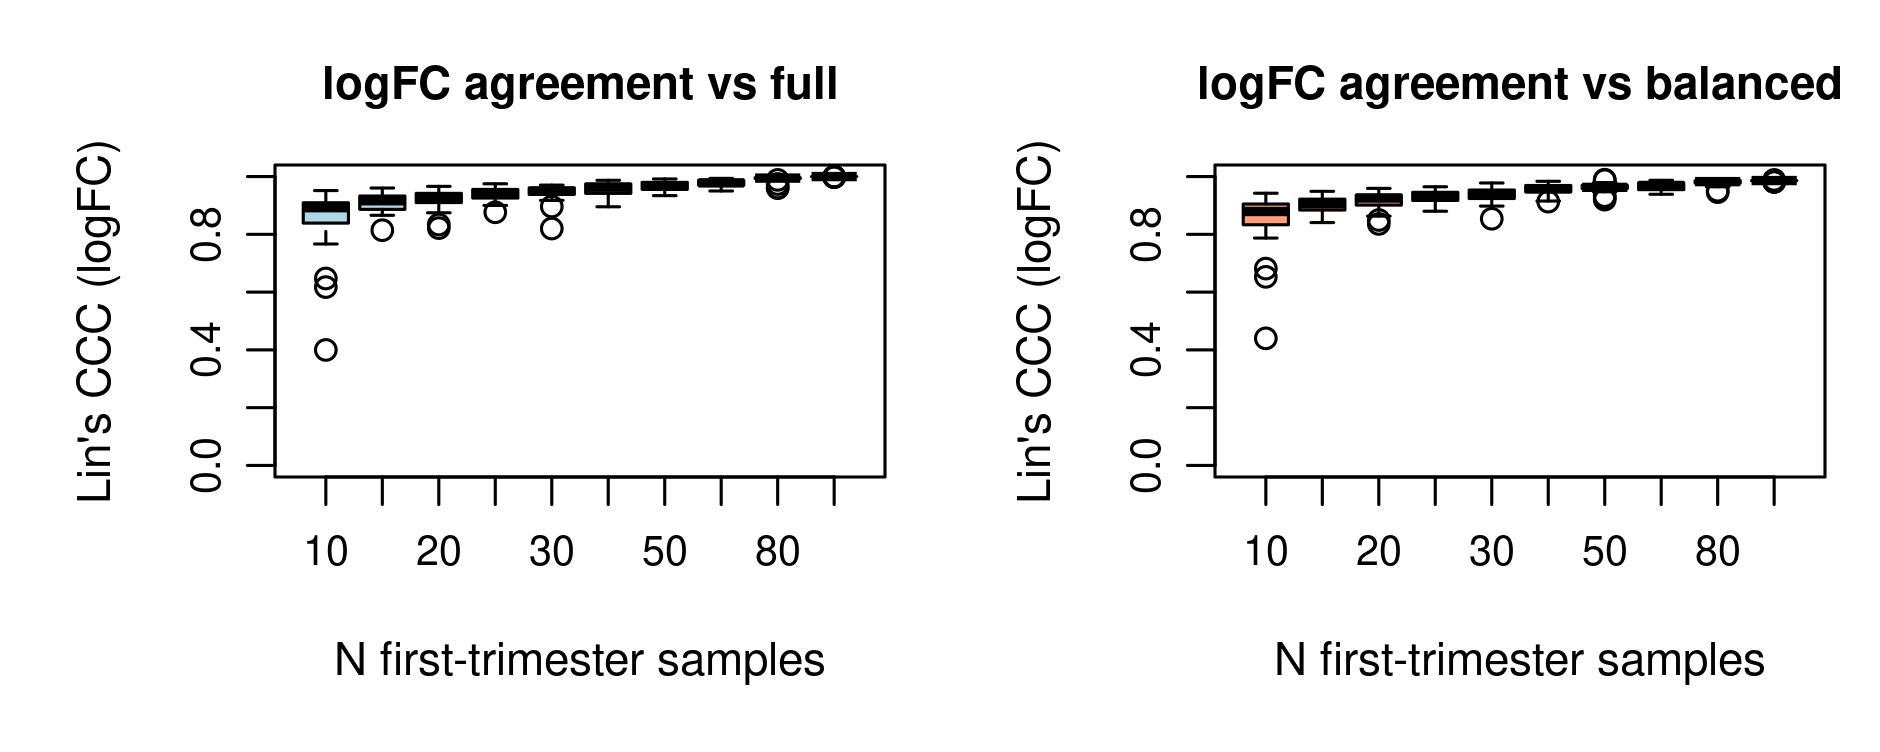 logFC agreement vs full
Lin's CCC (logFC)
0.8
0.4
0.0
10 20 30 50 80
N first-trimester samples
logFC agreement vs balanced
Lin's CCC (logFC)
0.8
0.4
0.0
10 20 30 50 80
N first-trimester samples